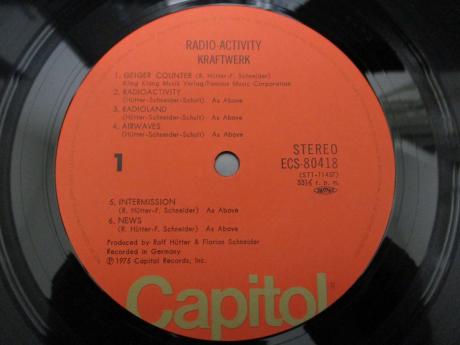 RADIO-ACTIVITY
KRAFTWERK
1. GEIGER COUNTER (R. Hütter-F. Schneider)
Kling Klang Musik Verlag/Famous Music Corporation
2. RADIOACTIVITY
(Hütter-Schneider-Schult) As Above
3. RADIOLAND
(Hütter-Schneider-Schult) As Above
4. AIRWAVES
(Hütter-Schneider-Schult) As Above
1
STEREO
ECS-80418
(ST1-11457)
33⅓ r. p. m.
5. INTERMISSION
(R. Hütter-F. Schneider) As Above
6. NEWS
(R. Hütter-F. Schneider) As Above
Produced by Ralf Hütter & Florian Schneider
Recorded in Germany
Ⓟ1975 Capitol Records, Inc.
Capitol